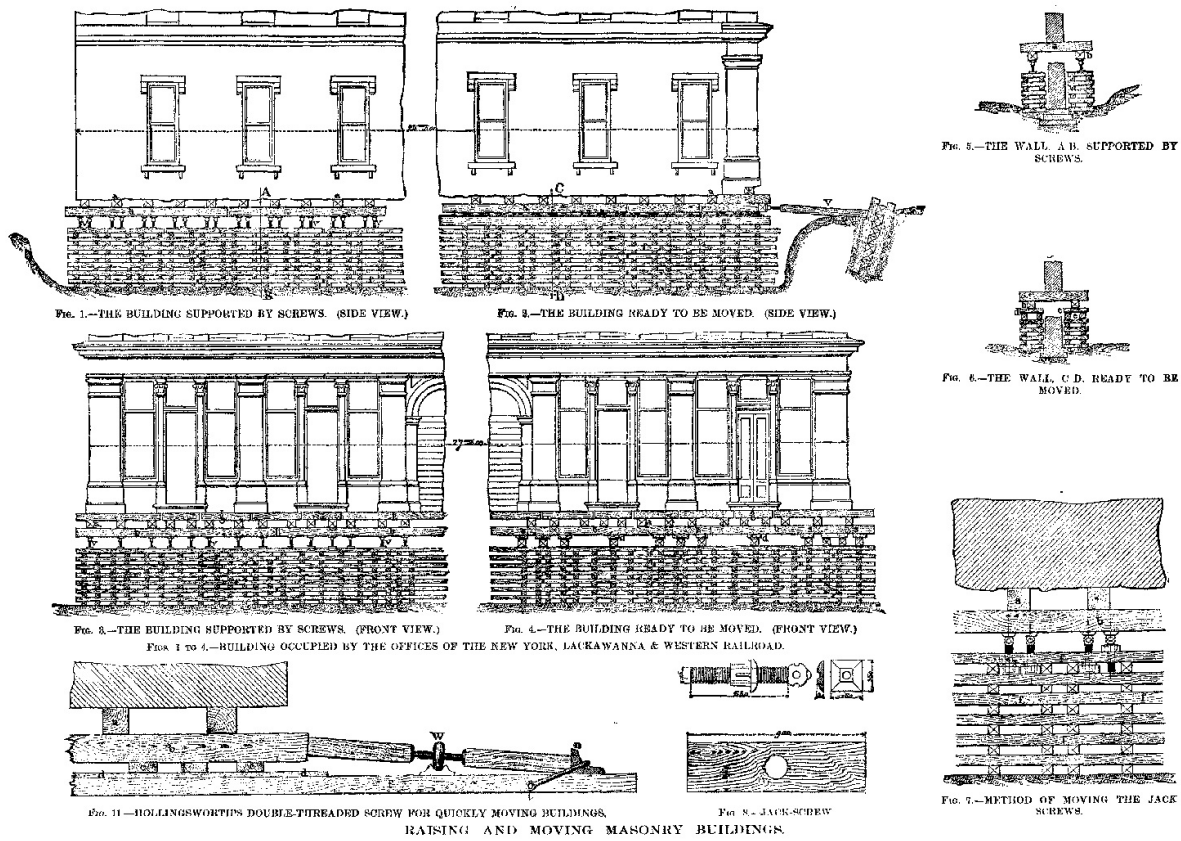 A
C
V
B
D
FIG. 1.—THE BUILDING SUPPORTED BY SCREWS. (SIDE VIEW.)
FIG. 2.—THE BUILDING READY TO BE MOVED. (SIDE VIEW.)
FIG. 5.—THE WALL, A B, SUPPORTED BY
SCREWS.
FIG. 6.—THE WALL, C D, READY TO BE
MOVED.
FIG. 3.—THE BUILDING SUPPORTED BY SCREWS. (FRONT VIEW.)
FIG. 4.—THE BUILDING READY TO BE MOVED. (FRONT VIEW.)
FIGS. 1 TO 4.—BUILDING OCCUPIED BY THE OFFICES OF THE NEW YORK, LACKAWANNA & WESTERN RAILROAD.
W
FIG. 11—HOLLINGSWORTH'S DOUBLE-THREADED SCREW FOR QUICKLY MOVING BUILDINGS.
FIG. 8.—JACK-SCREW
FIG. 7.—METHOD OF MOVING THE JACK
SCREWS.
RAISING AND MOVING MASONRY BUILDINGS.